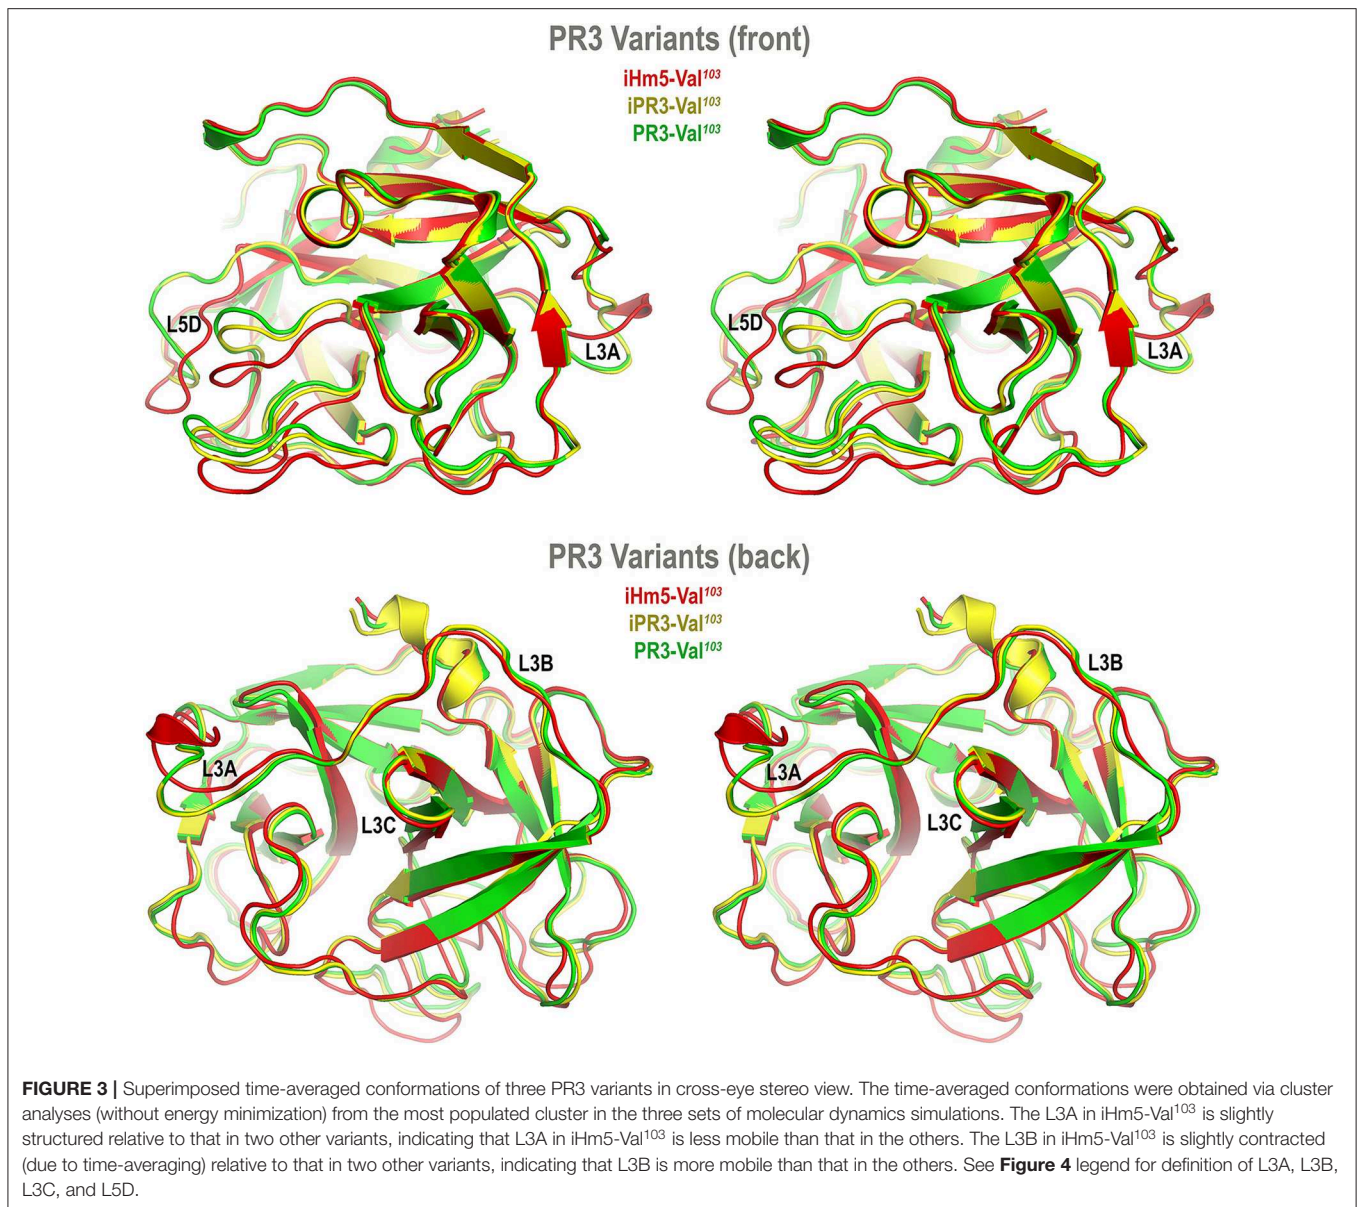 PR3 Variants (front)
iHm5-Val103
iPR3-Val103
PR3-Val103
L5D
L3A
L5D
L3A
PR3 Variants (back)
iHm5-Val103
iPR3-Val103
PR3-Val103
L3B
L3B
L3A
L3A
L3C
L3C
FIGURE 3 | Superimposed time-averaged conformations of three PR3 variants in cross-eye stereo view. The time-averaged conformations were obtained via cluster
analyses (without energy minimization) from the most populated cluster in the three sets of molecular dynamics simulations. The L3A in iHm5-Val103 is slightly
structured relative to that in two other variants, indicating that L3A in iHm5-Val103 is less mobile than that in the others. The L3B in iHm5-Val103 is slightly contracted
(due to time-averaging) relative to that in two other variants, indicating that L3B is more mobile than that in the others. See Figure 4 legend for definition of L3A, L3B,
L3C, and L5D.